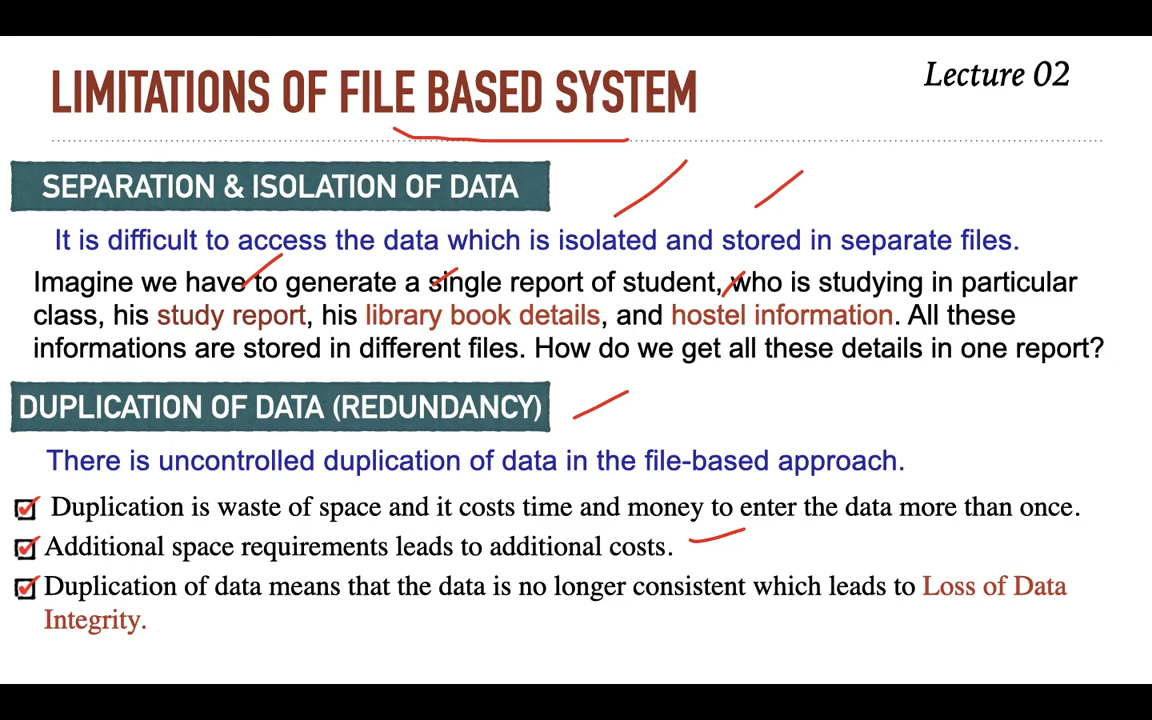 LIMITATIONS OF FILE BASED SYSTEM
Lecture 02
SEPARATION & ISOLATION OF DATA
It is difficult to access the data which is isolated and stored in separate files.
Imagine we have to generate a single report of student, who is studying in particular
class, his study report, his library book details, and hostel information. All these
informations are stored in different files. How do we get all these details in one report?
DUPLICATION OF DATA (REDUNDANCY)
There is uncontrolled duplication of data in the file-based approach.
Duplication is waste of space and it costs time and money to enter the data more than once.
Additional space requirements leads to additional costs.
Duplication of data means that the data is no longer consistent which leads to Loss of Data
Integrity.